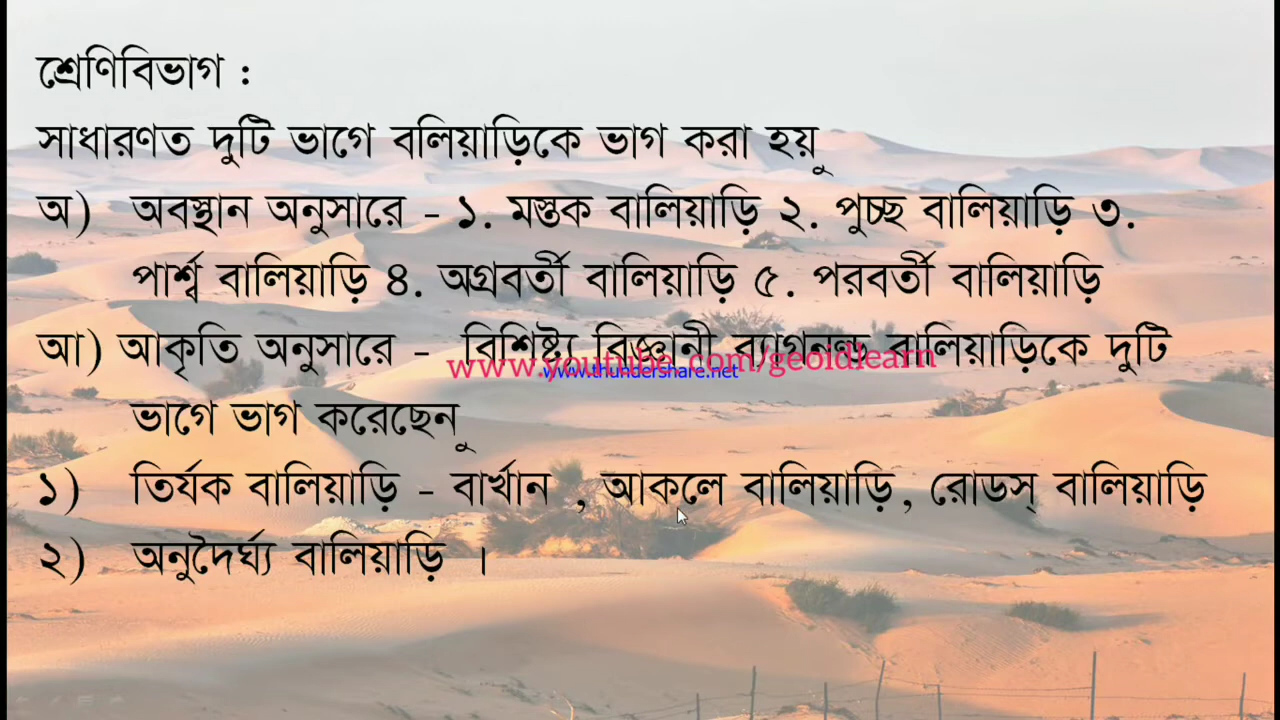 শ্রেণিবিভাগ :
সাধারণত দুটি ভাগে বলিয়াড়িকে ভাগ করা হয়ু
অ) অবস্থান অনুসারে - ১. মস্তক বালিয়াড়ি ২. পুচ্ছ বালিয়াড়ি ৩.
পার্শ্ব বালিয়াড়ি ৪. অগ্রবর্তী বালিয়াড়ি ৫. পরবর্তী বালিয়াড়ি
আ) আকৃতি অনুসারে - বিশিষ্ট্য বিজ্ঞানী ব্যাগনল্ড বালিয়াড়িকে দুটি
www.youtube.com/geoidlearn
www.thundershare.net
ভাগে ভাগ করেছেনু
১) তির্যক বালিয়াড়ি - বার্খান , আকলে বালিয়াড়ি, রোডস্ বালিয়াড়ি
২) অনুদৈর্ঘ্য বালিয়াড়ি ।